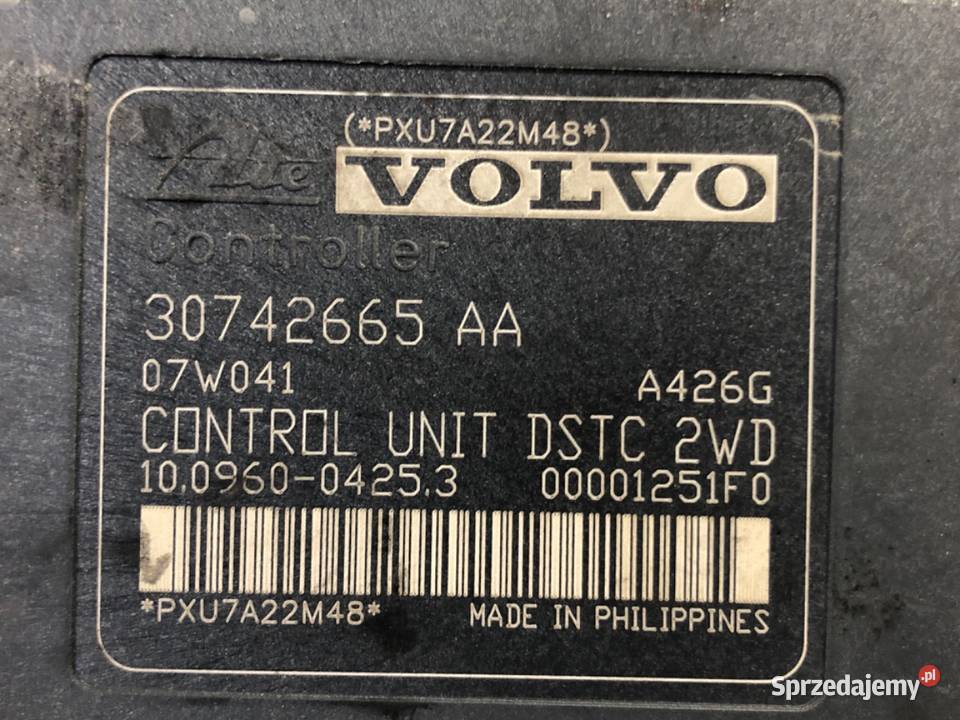 (*PXU7A22M48*)
Ate VOLVO
Controller
30742665 AA
07W041 A426G
CONTROL UNIT DSTC 2WD
10.0960-0425.3 00001251F0
*PXU7A22M48* MADE IN PHILIPPINES
Sprzedajemy.pl